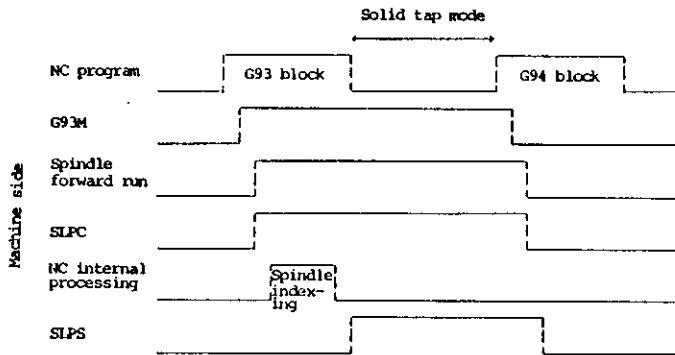 Solid tap mode
NC program
G93 block
G94 block
G93M
Spindle
forward run
SLPC
NC internal
processing
Spindle
index-
ing
SLPS
Machine side